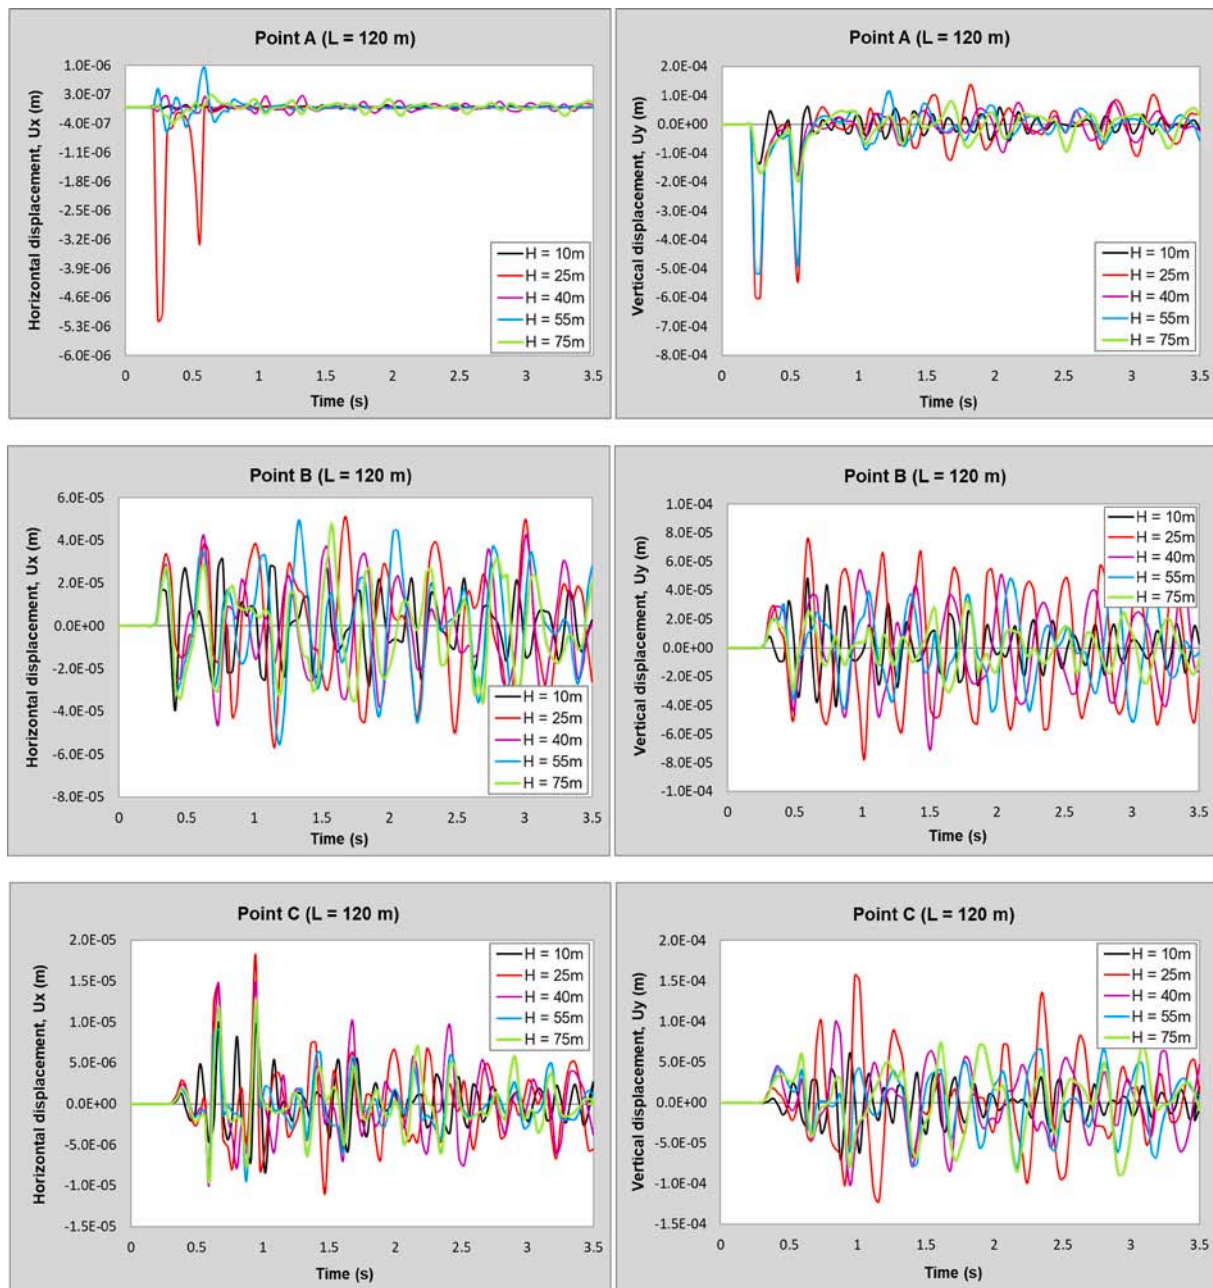 Point A (L = 120 m)
Horizontal displacement, Ux (m)
1.0E-06
3.0E-07
-4.0E-07
-1.1E-06
-1.8E-06
-2.5E-06
-3.2E-06
-3.9E-06
-4.6E-06
-5.3E-06
-6.0E-06
H = 10m
H = 25m
H = 40m
H = 55m
H = 75m
0 0.5 1 1.5 2 2.5 3 3.5
Time (s)
Point A (L = 120 m)
Vertical displacement, Uy (m)
2.0E-04
1.0E-04
0.0E+00
-1.0E-04
-2.0E-04
-3.0E-04
-4.0E-04
-5.0E-04
-6.0E-04
-7.0E-04
-8.0E-04
H = 10m
H = 25m
H = 40m
H = 55m
H = 75m
0 0.5 1 1.5 2 2.5 3 3.5
Time (s)
Point B (L = 120 m)
Horizontal displacement, Ux (m)
6.0E-05
4.0E-05
2.0E-05
0.0E+00
-2.0E-05
-4.0E-05
-6.0E-05
-8.0E-05
H = 10m
H = 25m
H = 40m
H = 55m
H = 75m
0 0.5 1 1.5 2 2.5 3 3.5
Time (s)
Point B (L = 120 m)
Vertical displacement, Uy (m)
1.0E-04
8.0E-05
6.0E-05
4.0E-05
2.0E-05
0.0E+00
-2.0E-05
-4.0E-05
-6.0E-05
-8.0E-05
-1.0E-04
H = 10m
H = 25m
H = 40m
H = 55m
H = 75m
0 0.5 1 1.5 2 2.5 3 3.5
Time (s)
Point C (L = 120 m)
Horizontal displacement, Ux (m)
2.0E-05
1.5E-05
1.0E-05
5.0E-06
0.0E+00
-5.0E-06
-1.0E-05
-1.5E-05
H = 10m
H = 25m
H = 40m
H = 55m
H = 75m
0 0.5 1 1.5 2 2.5 3 3.5
Time (s)
Point C (L = 120 m)
Vertical displacement, Uy (m)
2.0E-04
1.5E-04
1.0E-04
5.0E-05
0.0E+00
-5.0E-05
-1.0E-04
-1.5E-04
H = 10m
H = 25m
H = 40m
H = 55m
H = 75m
0 0.5 1 1.5 2 2.5 3 3.5
Time (s)